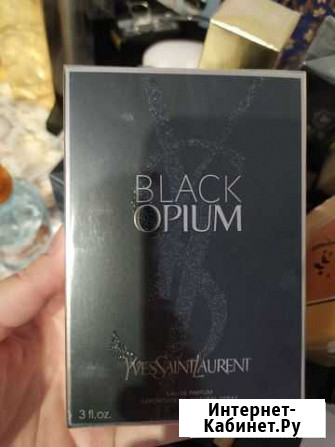 BLACK
OPIUM
YVESSAINTLAURENT
EAU DE PARFUM
3 fl.oz.
Интернет-
Кабинет.Ру